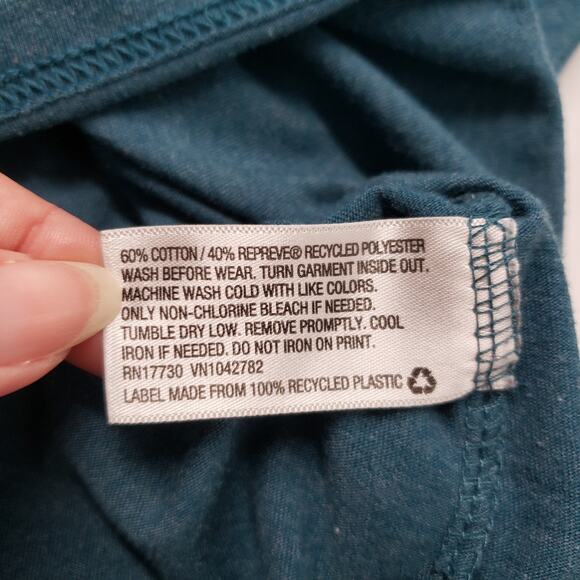 60% COTTON / 40% REPREVE® RECYCLED POLYESTER
WASH BEFORE WEAR. TURN GARMENT INSIDE OUT.
MACHINE WASH COLD WITH LIKE COLORS.
ONLY NON-CHLORINE BLEACH IF NEEDED.
TUMBLE DRY LOW. REMOVE PROMPTLY. COOL
IRON IF NEEDED. DO NOT IRON ON PRINT.
RN17730 VN1042782
LABEL MADE FROM 100% RECYCLED PLASTIC